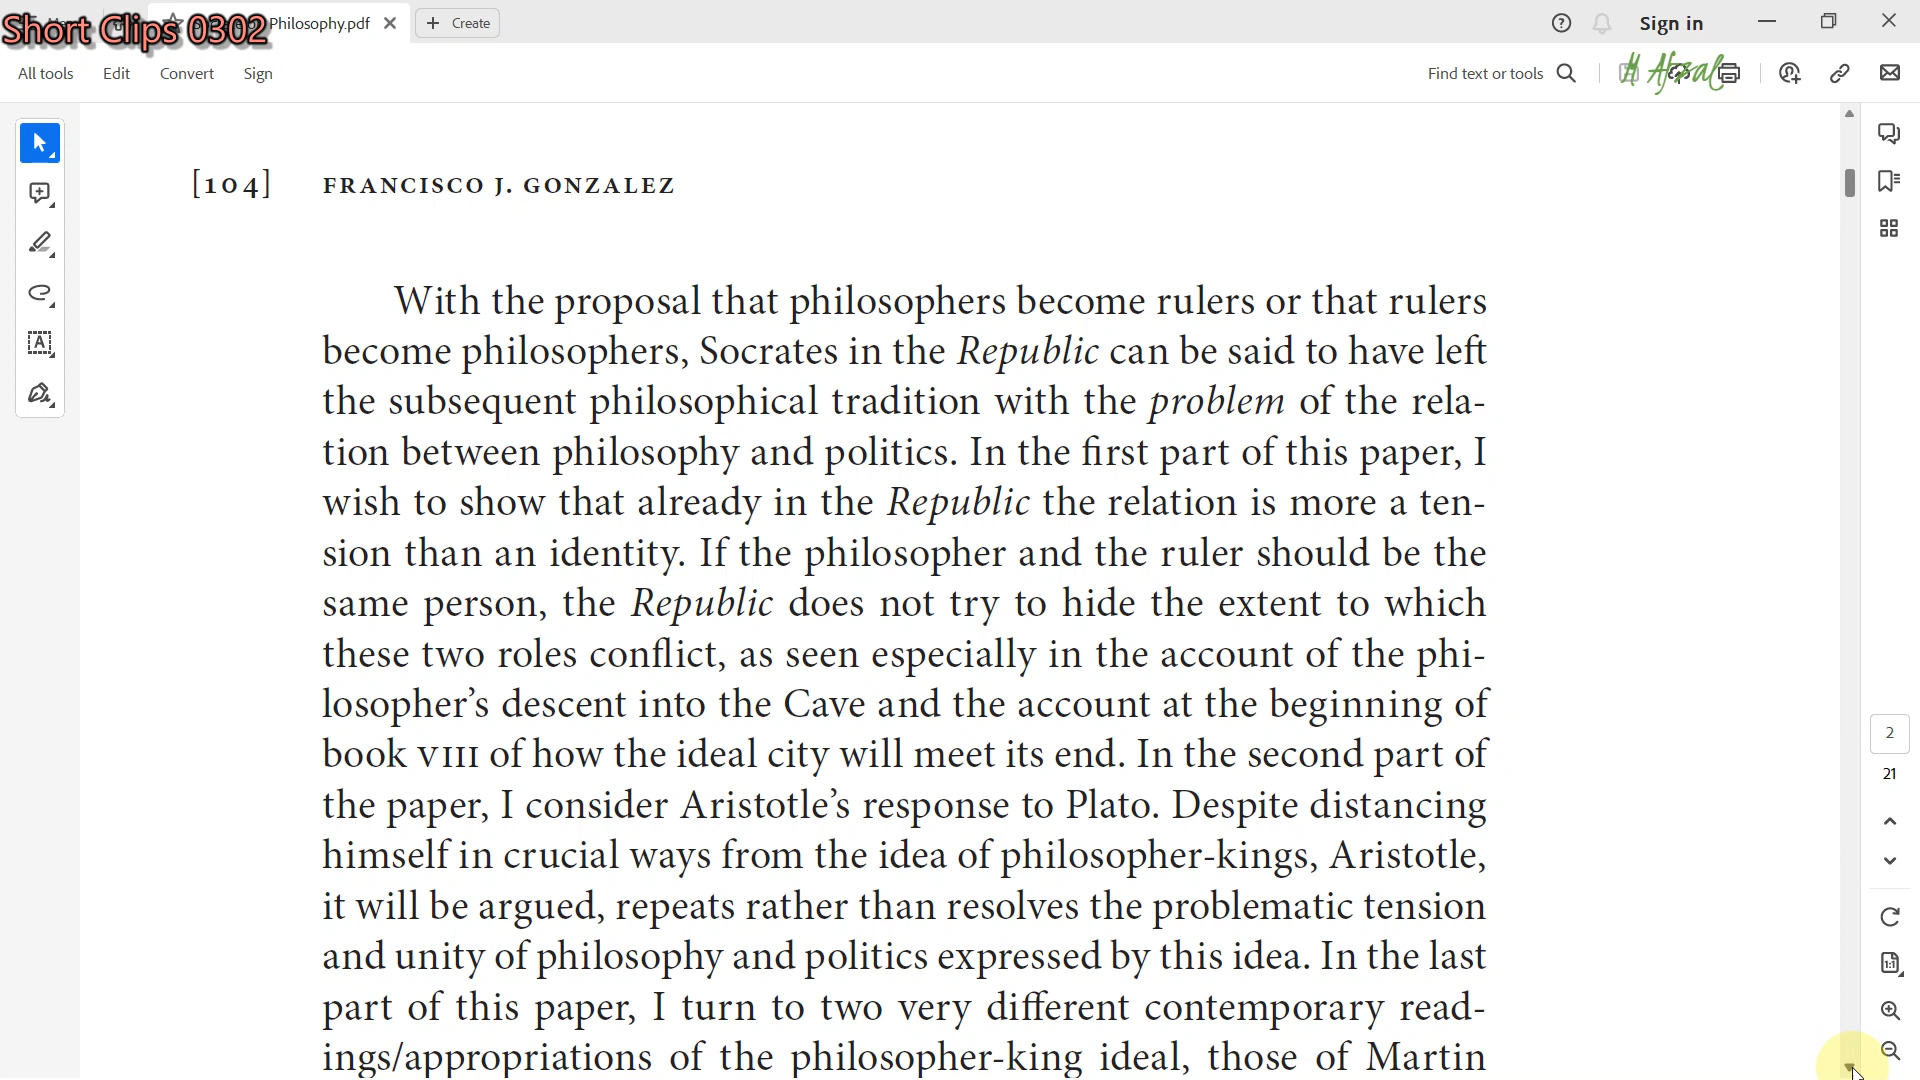 Short Clips 0302
Philosophy.pdf
Create
Sign in
All tools
Edit
Convert
Sign
Find text or tools
M Afzal
[104] FRANCISCO J. GONZALEZ
With the proposal that philosophers become rulers or that rulers
become philosophers, Socrates in the Republic can be said to have left
the subsequent philosophical tradition with the problem of the rela-
tion between philosophy and politics. In the first part of this paper, I
wish to show that already in the Republic the relation is more a ten-
sion than an identity. If the philosopher and the ruler should be the
same person, the Republic does not try to hide the extent to which
these two roles conflict, as seen especially in the account of the phi-
losopher’s descent into the Cave and the account at the beginning of
book VIII of how the ideal city will meet its end. In the second part of
the paper, I consider Aristotle’s response to Plato. Despite distancing
himself in crucial ways from the idea of philosopher-kings, Aristotle,
it will be argued, repeats rather than resolves the problematic tension
and unity of philosophy and politics expressed by this idea. In the last
part of this paper, I turn to two very different contemporary read-
ings/appropriations of the philosopher-king ideal, those of Martin
2
21